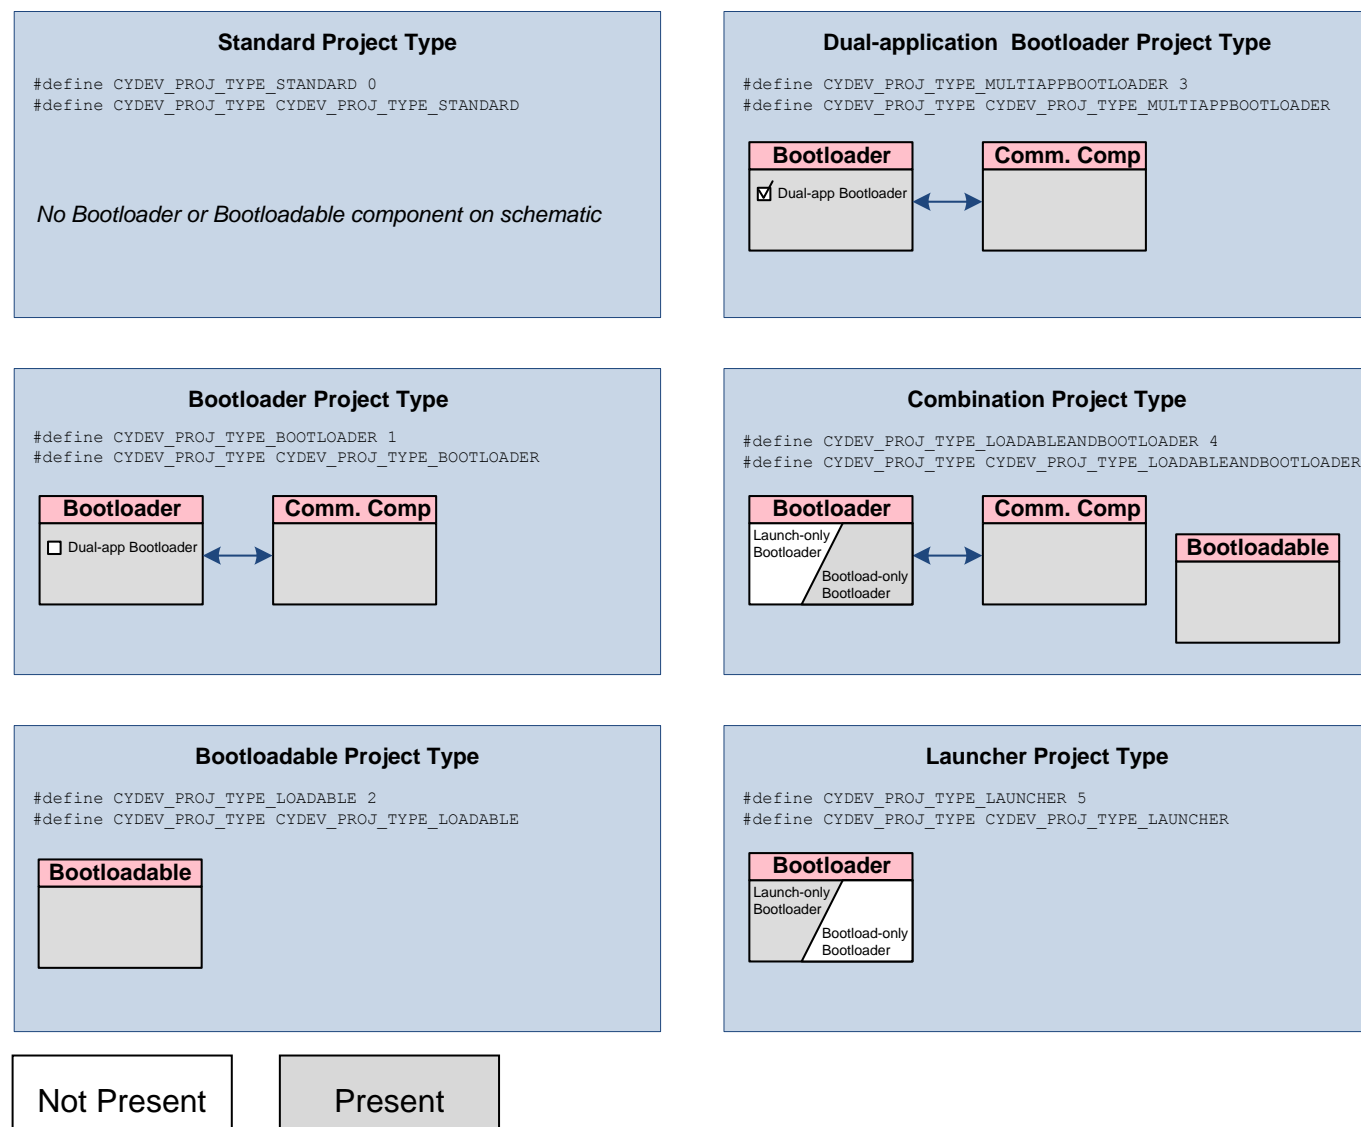 Standard Project Type
#define CYDEV_PROJ_TYPE_STANDARD 0
#define CYDEV_PROJ_TYPE CYDEV_PROJ_TYPE_STANDARD
No Bootloader or Bootloadable component on schematic
Dual-application Bootloader Project Type
#define CYDEV_PROJ_TYPE_MULTIAPPBOOTLOADER 3
#define CYDEV_PROJ_TYPE CYDEV_PROJ_TYPE_MULTIAPPBOOTLOADER
Bootloader
Dual-app Bootloader
Comm. Comp
Bootloader Project Type
#define CYDEV_PROJ_TYPE_BOOTLOADER 1
#define CYDEV_PROJ_TYPE CYDEV_PROJ_TYPE_BOOTLOADER
Bootloader
Dual-app Bootloader
Comm. Comp
Combination Project Type
#define CYDEV_PROJ_TYPE_LOADABLEANDBOOTLOADER 4
#define CYDEV_PROJ_TYPE CYDEV_PROJ_TYPE_LOADABLEANDBOOTLOADER
Bootloader
Launch-only
Bootloader
Bootload-only
Bootloader
Comm. Comp
Bootloadable
Bootloadable Project Type
#define CYDEV_PROJ_TYPE_LOADABLE 2
#define CYDEV_PROJ_TYPE CYDEV_PROJ_TYPE_LOADABLE
Bootloadable
Launcher Project Type
#define CYDEV_PROJ_TYPE_LAUNCHER 5
#define CYDEV_PROJ_TYPE CYDEV_PROJ_TYPE_LAUNCHER
Bootloader
Launch-only
Bootloader
Bootload-only
Bootloader
Not Present
Present